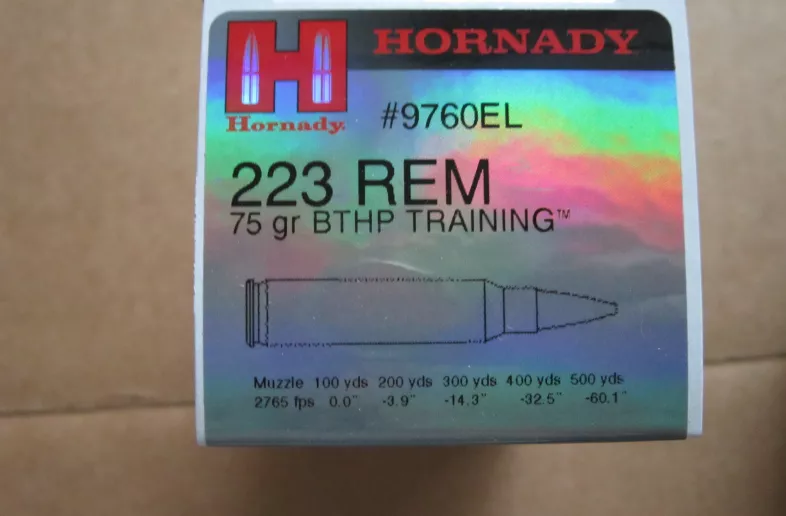 HORNADY
Hornady.
#9760EL
223 REM
75 gr BTHP TRAINING™
Muzzle 100 yds 200 yds 300 yds 400 yds 500 yds
2765 fps 0.0" -3.9" -14.3" -32.5" -60.1"